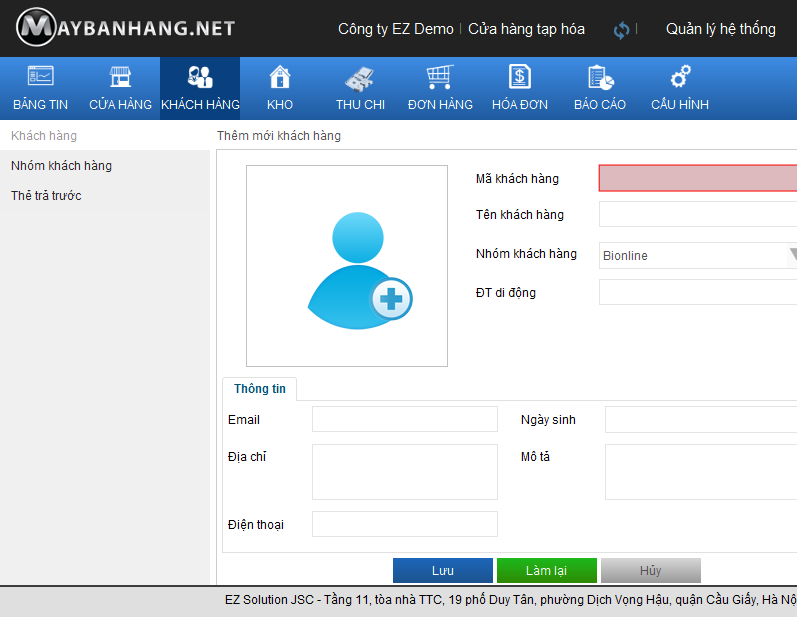 MAYBANHANG.NET
Công ty EZ Demo | Cửa hàng tạp hóa | Quản lý hệ thống
BẢNG TIN CỬA HÀNG KHÁCH HÀNG KHO THU CHI ĐƠN HÀNG HÓA ĐƠN BÁO CÁO CẤU HÌNH
Khách hàng
Nhóm khách hàng
Thẻ trả trước
Thêm mới khách hàng
Mã khách hàng
Tên khách hàng
Nhóm khách hàng Bionline
ĐT di động
Thông tin
Email Ngày sinh
Địa chỉ Mô tả
Điện thoại
Lưu Làm lại Hủy
EZ Solution JSC - Tầng 11, tòa nhà TTC, 19 phố Duy Tân, phường Dịch Vọng Hậu, quận Cầu Giấy, Hà Nộ